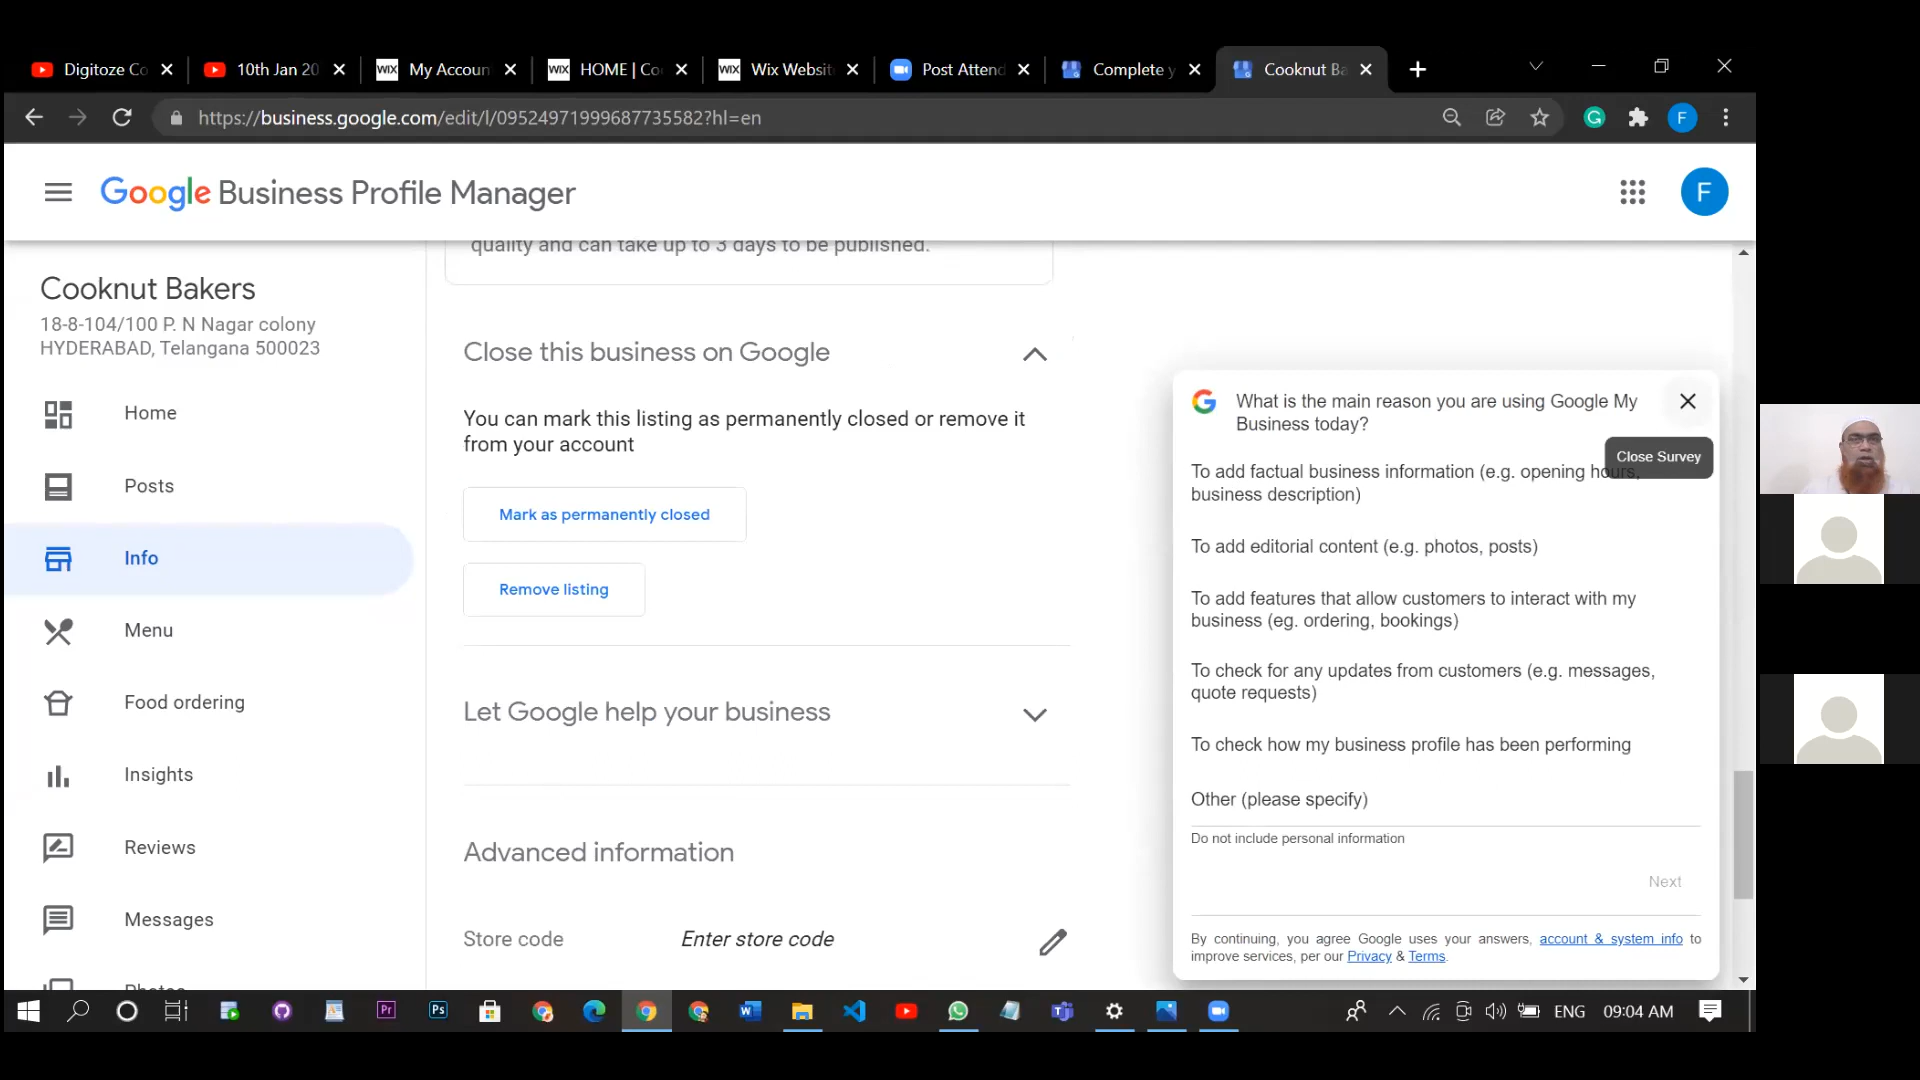 Digitoze Co
10th Jan 20
WIX My Accoun
WIX HOME | Co
WIX Wix Websit
Post Attend
Complete y
Cooknut Ba
https://business.google.com/edit/l/09524971999687735582?hl=en
G
F
Google Business Profile Manager
F
Cooknut Bakers
18-8-104/100 P. N Nagar colony
HYDERABAD, Telangana 500023
Home
Posts
Info
Menu
Food ordering
Insights
Reviews
Messages
Photos
quality and can take up to 3 days to be published.
Close this business on Google
You can mark this listing as permanently closed or remove it
from your account
Mark as permanently closed
Remove listing
Let Google help your business
Advanced information
Store code
Enter store code
What is the main reason you are using Google My
Business today?
Close Survey
To add factual business information (e.g. opening hours,
business description)
To add editorial content (e.g. photos, posts)
To add features that allow customers to interact with my
business (eg. ordering, bookings)
To check for any updates from customers (e.g. messages,
quote requests)
To check how my business profile has been performing
Other (please specify)
Do not include personal information
Next
By continuing, you agree Google uses your answers, account & system info to
improve services, per our Privacy & Terms.
Pr
Ps
W
T
ENG
09:04 AM